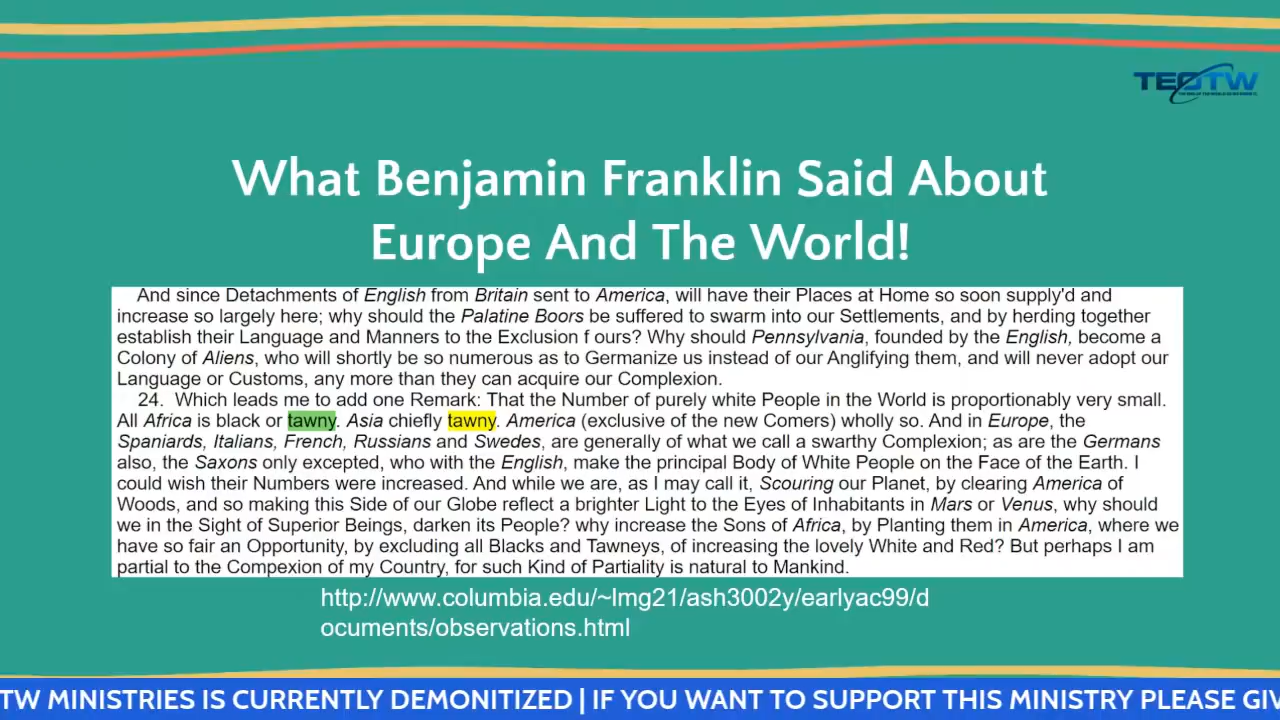 TEOTW
What Benjamin Franklin Said About
Europe And The World!
And since Detachments of English from Britain sent to America, will have their Places at Home so soon supply'd and
increase so largely here; why should the Palatine Boors be suffered to swarm into our Settlements, and by herding together
establish their Language and Manners to the Exclusion f ours? Why should Pennsylvania, founded by the English, become a
Colony of Aliens, who will shortly be so numerous as to Germanize us instead of our Anglifying them, and will never adopt our
Language or Customs, any more than they can acquire our Complexion.
24. Which leads me to add one Remark: That the Number of purely white People in the World is proportionably very small.
All Africa is black or tawny. Asia chiefly tawny. America (exclusive of the new Comers) wholly so. And in Europe, the
Spaniards, Italians, French, Russians and Swedes, are generally of what we call a swarthy Complexion; as are the Germans
also, the Saxons only excepted, who with the English, make the principal Body of White People on the Face of the Earth. I
could wish their Numbers were increased. And while we are, as I may call it, Scouring our Planet, by clearing America of
Woods, and so making this Side of our Globe reflect a brighter Light to the Eyes of Inhabitants in Mars or Venus, why should
we in the Sight of Superior Beings, darken its People? why increase the Sons of Africa, by Planting them in America, where we
have so fair an Opportunity, by excluding all Blacks and Tawneys, of increasing the lovely White and Red? But perhaps I am
partial to the Compexion of my Country, for such Kind of Partiality is natural to Mankind.
http://www.columbia.edu/~lmg21/ash3002y/earlyac99/d
ocuments/observations.html
TW MINISTRIES IS CURRENTLY DEMONITIZED | IF YOU WANT TO SUPPORT THIS MINISTRY PLEASE GIV